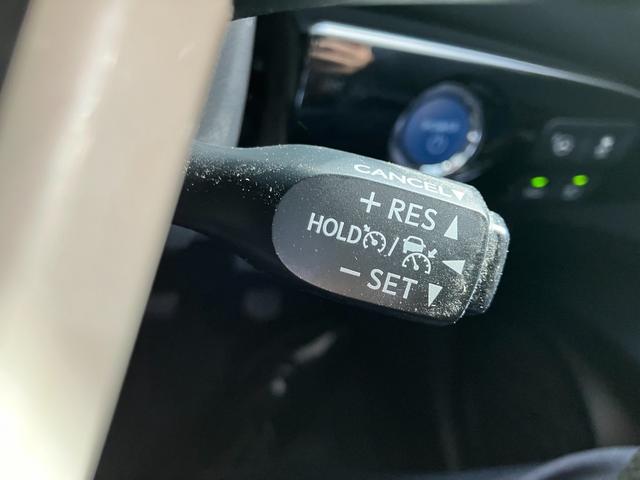 CANCEL
+ RES
HOLD /
− SET